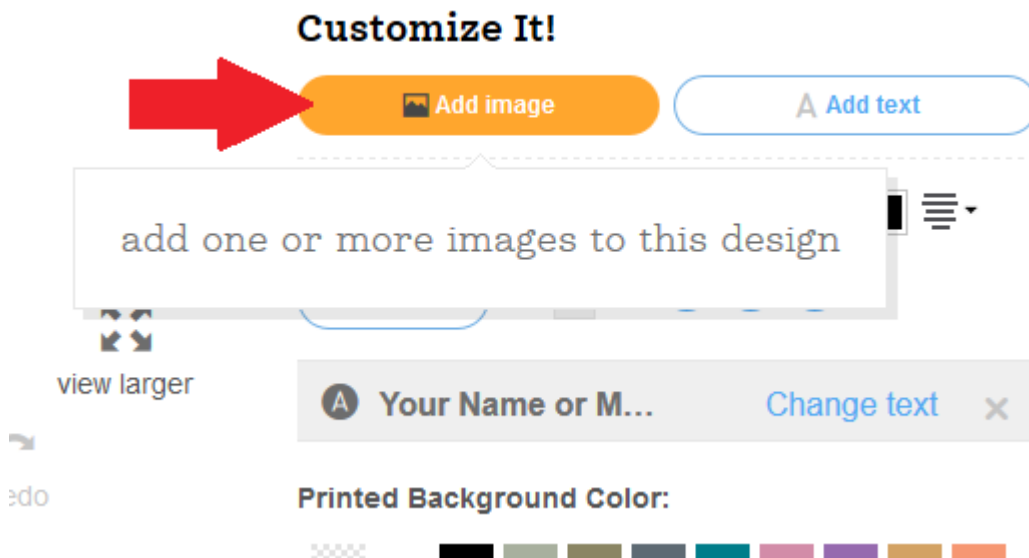 Customize It!
Add image
A Add text
add one or more images to this design
view larger
A Your Name or M... Change text ×
edo
Printed Background Color: